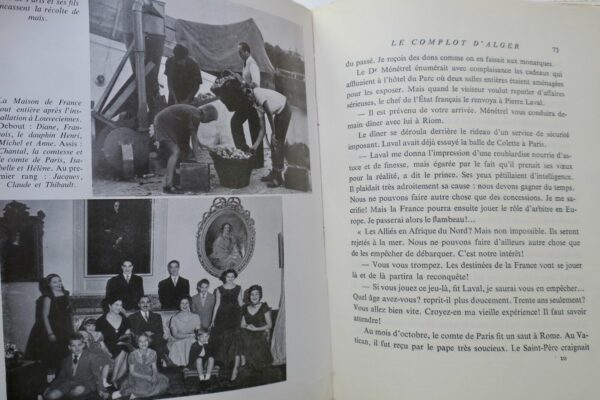 de Paris et ses fils
encassent la récolte de
maïs.
La Maison de France
tout entière après l'ins-
tallation à Louveciennes.
Debout : Diane, Fran-
çois, le dauphin Henri,
Michel et Anne. Assis :
Chantal, la comtesse et
le comte de Paris, Isa-
belle et Hélène. Au pre-
mier rang : Jacques,
Claude et Thibault.
LE COMPLOT D'ALGER 73
du passé. Je reçois des dons comme on en faisait aux monarques.
Le Dr Ménétrel énumérait avec complaisance les cadeaux qui
affluaient à l'hôtel du Parc où deux salles entières étaient aménagées
pour les exposer. Mais quand le visiteur voulut reparler d'affaires
sérieuses, le chef de l'État français le renvoya à Pierre Laval.
— Il est prévenu de votre arrivée. Ménétrel vous conduira de-
main dîner avec lui à Riom.
Le dîner se déroula derrière le rideau d'un service de sécurité
imposant. Laval avait déjà essuyé la balle de Colette à Paris.
— Laval me donna l'impression d'une roublardise nourrie d'astuce
et de finesse, mais égarée par le fait qu'il n'avait pas de prise
pour la réalité, a dit le prince. Ses yeux pétillaient d'intelligence.
Il plaidait très adroitement sa cause : nous devons gagner du temps.
Nous ne pouvons faire autre chose que des concessions. Je me sa-
crifie! Mais la France pourra ensuite jouer le rôle d'arbitre en Eu-
rope. Je passerai alors le flambeau!...
« Les Alliés en Afrique du Nord? Mais non impossible. Ils seront
rejetés à la mer. Nous ne pouvons faire d'ailleurs autre chose que
de les empêcher de débarquer. C'est notre intérêt!
— Vous vous trompez. Les destinées de la France vont se jouer
là et de là partira la reconquête!
— Si vous jouez ce jeu-là, fit Laval, je vous en empêcherai...
Quel âge avez-vous? reprit-il plus doucement. Trente ans seulement?
Vous allez bien vite. Croyez-en ma vieille expérience! Il faut savoir
attendre!
Au mois d'octobre, le comte de Paris fit un saut à Rome. Au Va-
tican, il fut reçu par le pape très soucieux. Le Saint-Père craignait
10